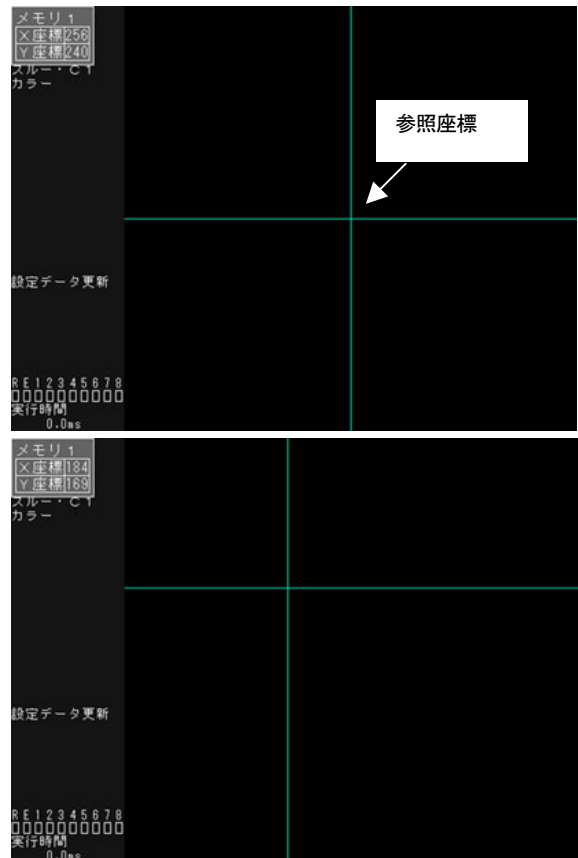 メモリ1
X座標256
Y座標240
スルー・C1
カラー
参照座標
設定データ更新
RE12345678
実行時間
0.0ms
メモリ1
X座標184
Y座標169
スルー・C1
カラー
設定データ更新
RE12345678
実行時間
0.0ms